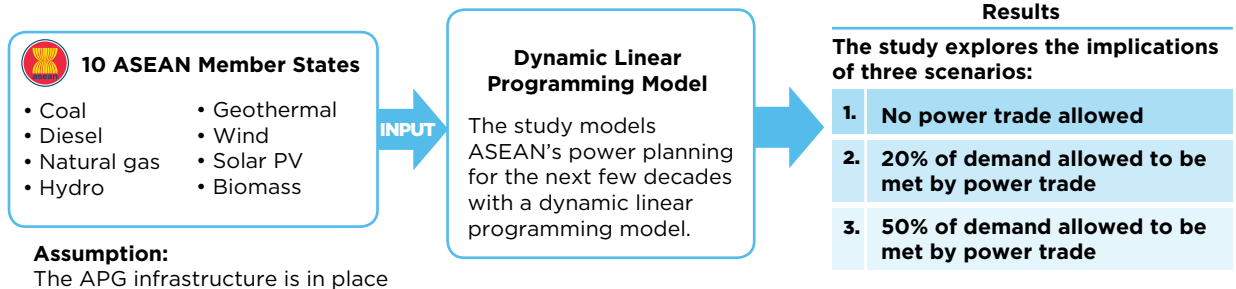 10 ASEAN Member States
• Coal
• Diesel
• Natural gas
• Hydro
• Geothermal
• Wind
• Solar PV
• Biomass
Assumption:
The APG infrastructure is in place
INPUT
Dynamic Linear
Programming Model
The study models
ASEAN's power planning
for the next few decades
with a dynamic linear
programming model.
Results
The study explores the implications
of three scenarios:
1. No power trade allowed
2. 20% of demand allowed to be
met by power trade
3. 50% of demand allowed to be
met by power trade